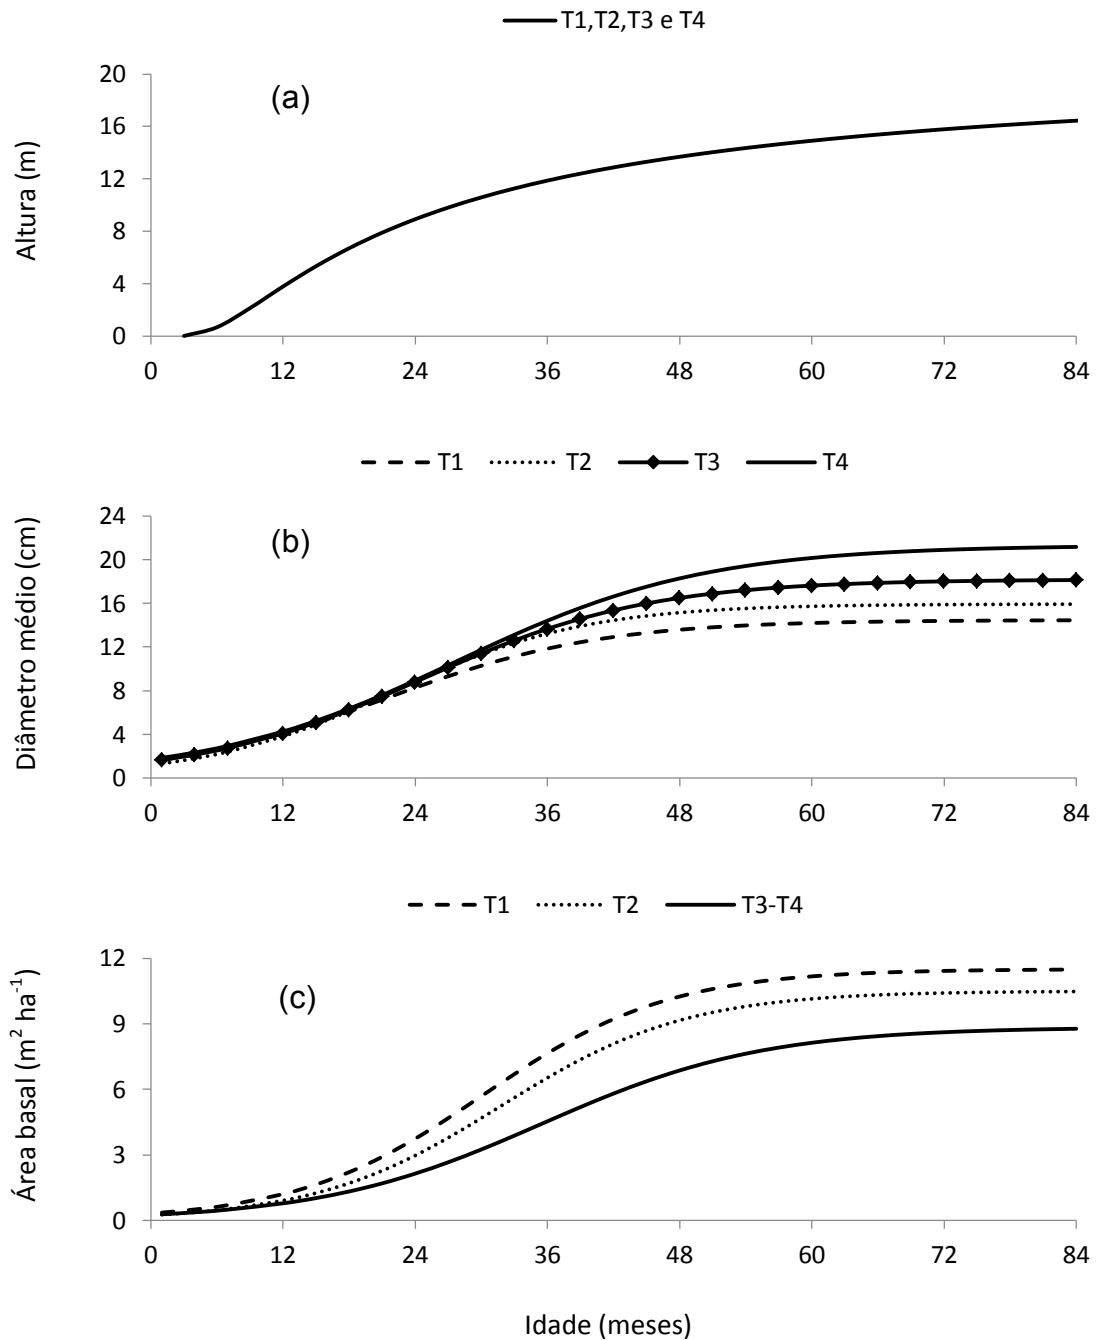 T1,T2,T3 e T4
(a)
Altura (m)
20
16
12
8
4
0
0 12 24 36 48 60 72 84
T1 T2 T3 T4
(b)
Diâmetro médio (cm)
24
20
16
12
8
4
0
0 12 24 36 48 60 72 84
T1 T2 T3-T4
(c)
Área basal (m² ha⁻¹)
12
9
6
3
0
0 12 24 36 48 60 72 84
Idade (meses)